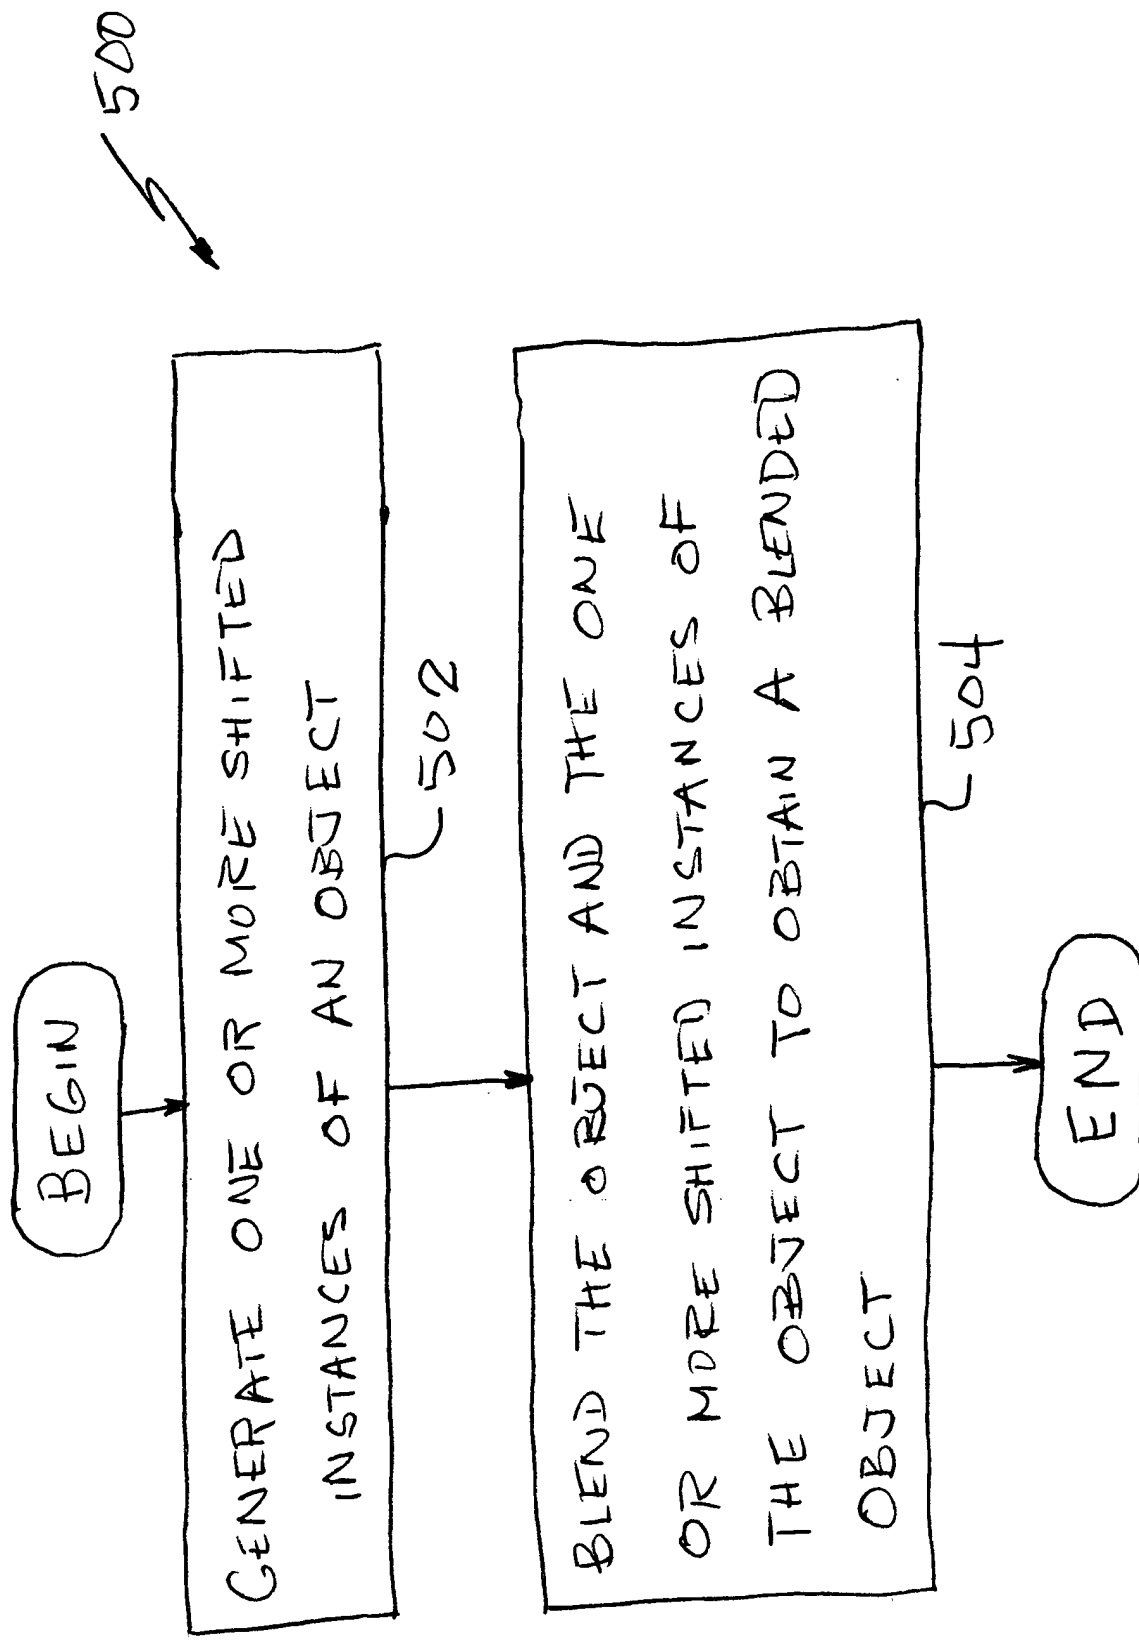 500
BEGIN
GENERATE ONE OR MORE SHIFTED
INSTANCES OF AN OBJECT
502
BLEND THE OBJECT AND THE ONE
OR MORE SHIFTED INSTANCES OF
THE OBJECT TO OBTAIN A BLENDED
OBJECT
504
END